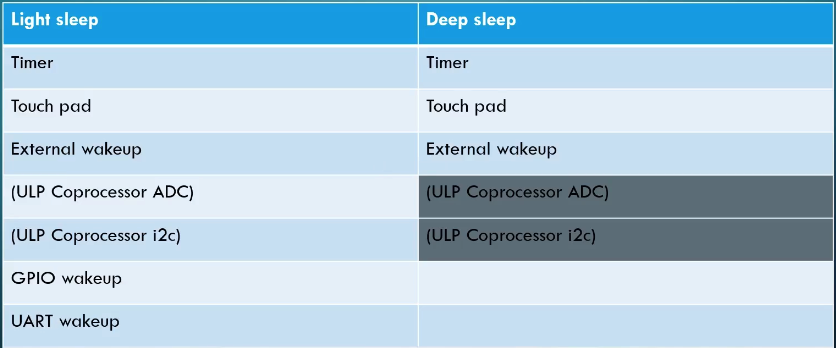 Light sleep Deep sleep
Timer Timer
Touch pad Touch pad
External wakeup External wakeup
(ULP Coprocessor ADC) (ULP Coprocessor ADC)
(ULP Coprocessor i2c) (ULP Coprocessor i2c)
GPIO wakeup
UART wakeup